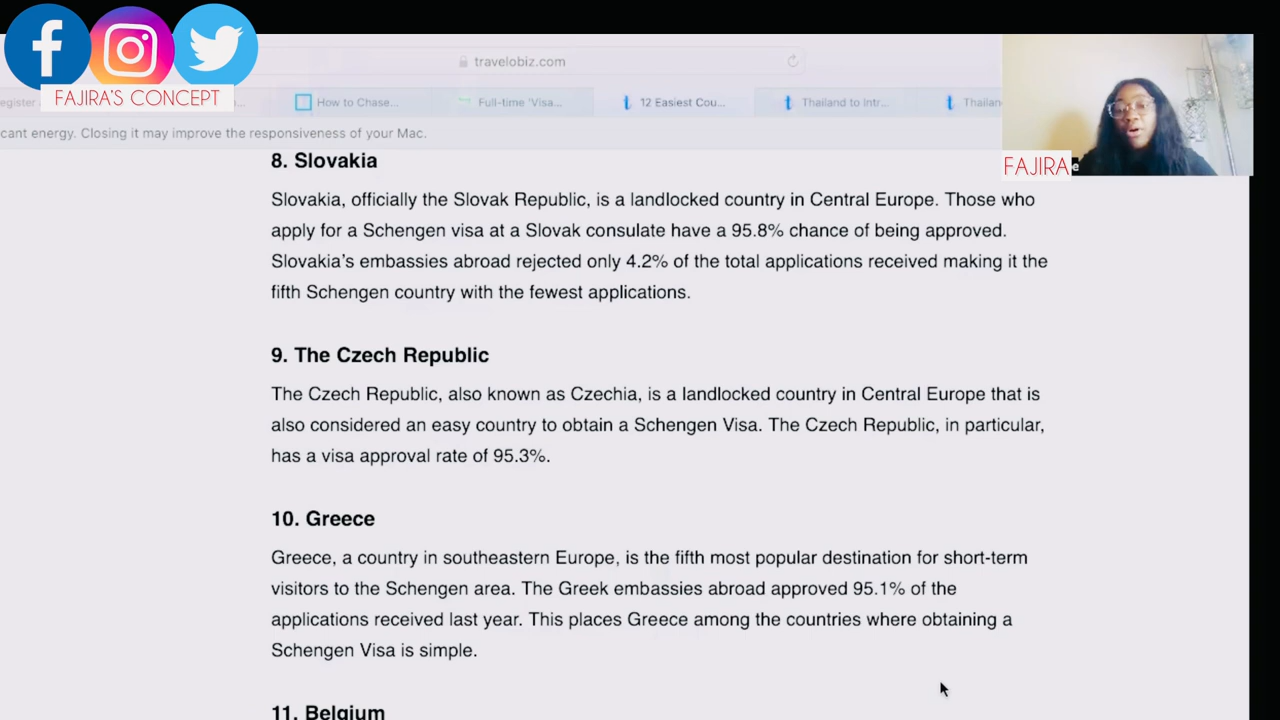 travelobiz.com
FAJIRA'S CONCEPT
egister
How to Chase...
Full-time 'Visa...
12 Easiest Cou...
Thailand to Intr...
Thailan
cant energy. Closing it may improve the responsiveness of your Mac.
FAJIRA
8. Slovakia
Slovakia, officially the Slovak Republic, is a landlocked country in Central Europe. Those who
apply for a Schengen visa at a Slovak consulate have a 95.8% chance of being approved.
Slovakia’s embassies abroad rejected only 4.2% of the total applications received making it the
fifth Schengen country with the fewest applications.
9. The Czech Republic
The Czech Republic, also known as Czechia, is a landlocked country in Central Europe that is
also considered an easy country to obtain a Schengen Visa. The Czech Republic, in particular,
has a visa approval rate of 95.3%.
10. Greece
Greece, a country in southeastern Europe, is the fifth most popular destination for short-term
visitors to the Schengen area. The Greek embassies abroad approved 95.1% of the
applications received last year. This places Greece among the countries where obtaining a
Schengen Visa is simple.
11. Belgium